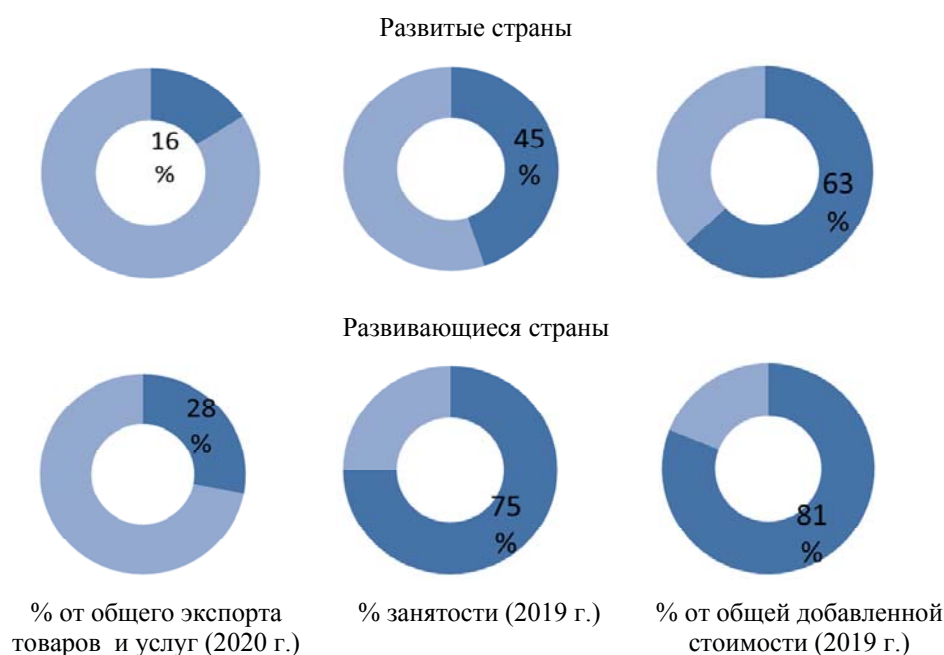 Развитые страны
16
%
45
%
63
%
Развивающиеся страны
28
%
75
%
81
%
% от общего экспорта
товаров и услуг (2020 г.)
% занятости (2019 г.)
% от общей добавленной
стоимости (2019 г.)